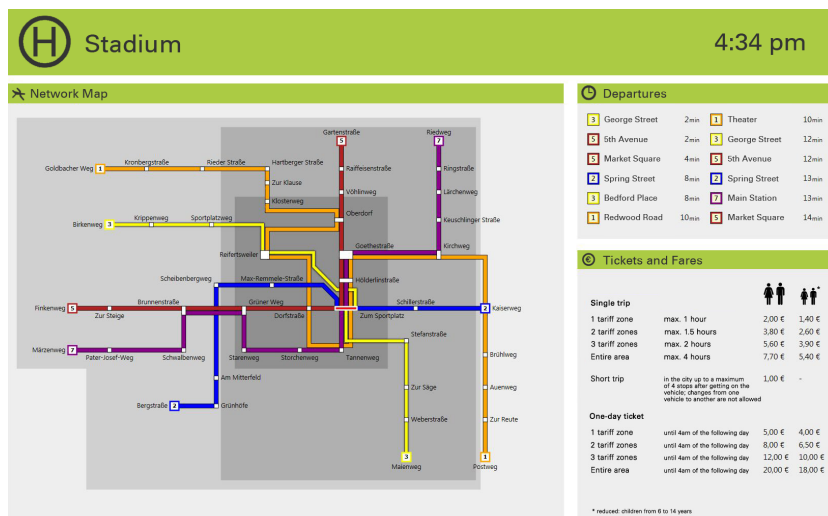 H Stadium 4:34 pm
Network Map
Gartenstraße Riedweg
5 7
Kronbergstraße Rieder Straße Hartberger Straße
Goldbacher Weg 1 Raiffeisenstraße Ringstraße
Zur Klause
Vöhlinweg Lärchenweg
Klosterweg
Krippenweg Sportplatzweg Oberdorf
Birkenweg 3 Keuschlinger Straße
Goethestraße Kirchweg
Reifertsweiler
Scheibenbergweg Max-Remmele-Straße Hölderlinstraße
Brunnenstraße Grüner Weg Schillerstraße
Finkenweg 5 2 Kaiserweg
Zur Steige Dorfstraße Zum Sportplatz
Stefanstraße
Märzenweg 7
Pater-Josef-Weg Schwalbenweg Starenweg Storchenweg Tannenweg Brühlweg
Am Mitterfeld
Zur Säge Auenweg
Bergstraße 2 Grünhöfe
Weberstraße Zur Reute
3 1
Maienweg Postweg
Departures
3 George Street 2min 1 Theater 10min
5 5th Avenue 2min 3 George Street 12min
5 Market Square 4min 5 5th Avenue 12min
2 Spring Street 8min 2 Spring Street 13min
3 Bedford Place 8min 7 Main Station 13min
1 Redwood Road 10min 5 Market Square 14min
€ Tickets and Fares
*
Single trip
1 tariff zone max. 1 hour 2,00 € 1,40 €
2 tariff zones max. 1.5 hours 3,80 € 2,60 €
3 tariff zones max. 2 hours 5,60 € 3,90 €
Entire area max. 4 hours 7,70 € 5,40 €
Short trip in the city up to a maximum 1,00 € -
of 4 stops after getting on the
vehicle; changes from one
vehicle to another are not allowed
One-day ticket
1 tariff zone until 4am of the following day 5,00 € 4,00 €
2 tariff zones until 4am of the following day 8,00 € 6,50 €
3 tariff zones until 4am of the following day 12,00 € 10,00 €
Entire area until 4am of the following day 20,00 € 18,00 €
* reduced: children from 6 to 14 years